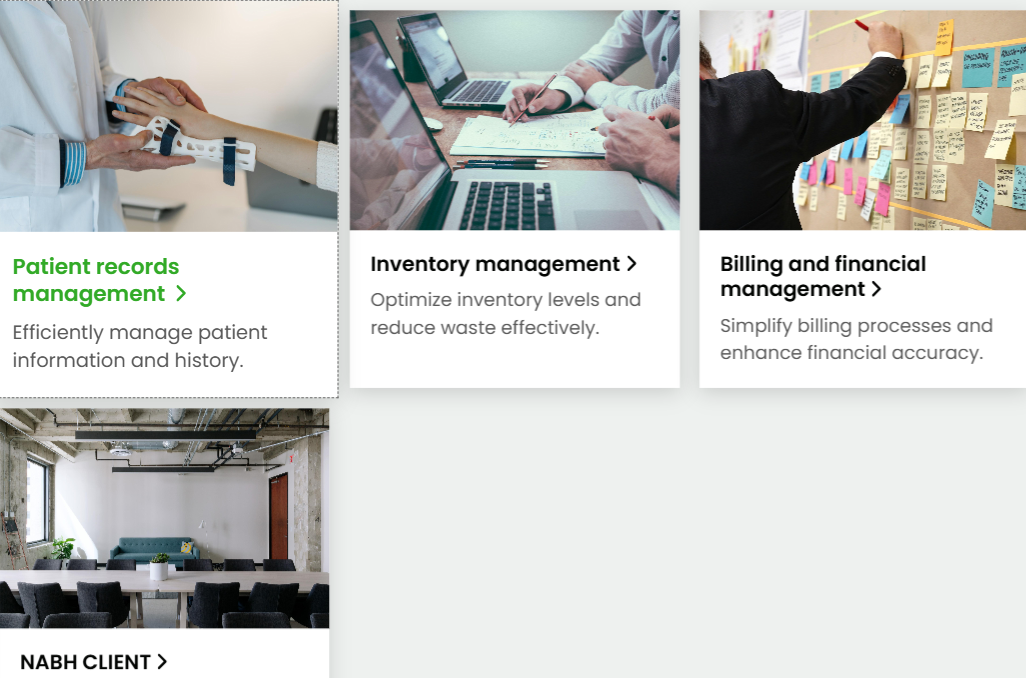 Patient records
management
Efficiently manage patient
information and history.
Inventory management
Optimize inventory levels and
reduce waste effectively.
Billing and financial
management
Simplify billing processes and
enhance financial accuracy.
NABH CLIENT